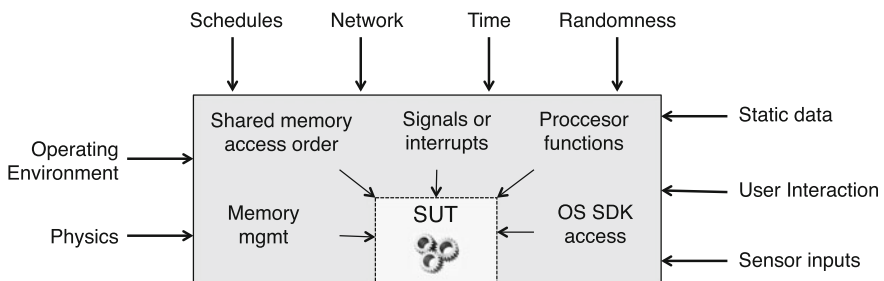 Schedules
Network
Time
Randomness
Shared memory
access order
Signals or
interrupts
Proccesor
functions
Static data
Operating
Environment
User Interaction
Memory
mgmt
SUT
OS SDK
access
Physics
Sensor inputs